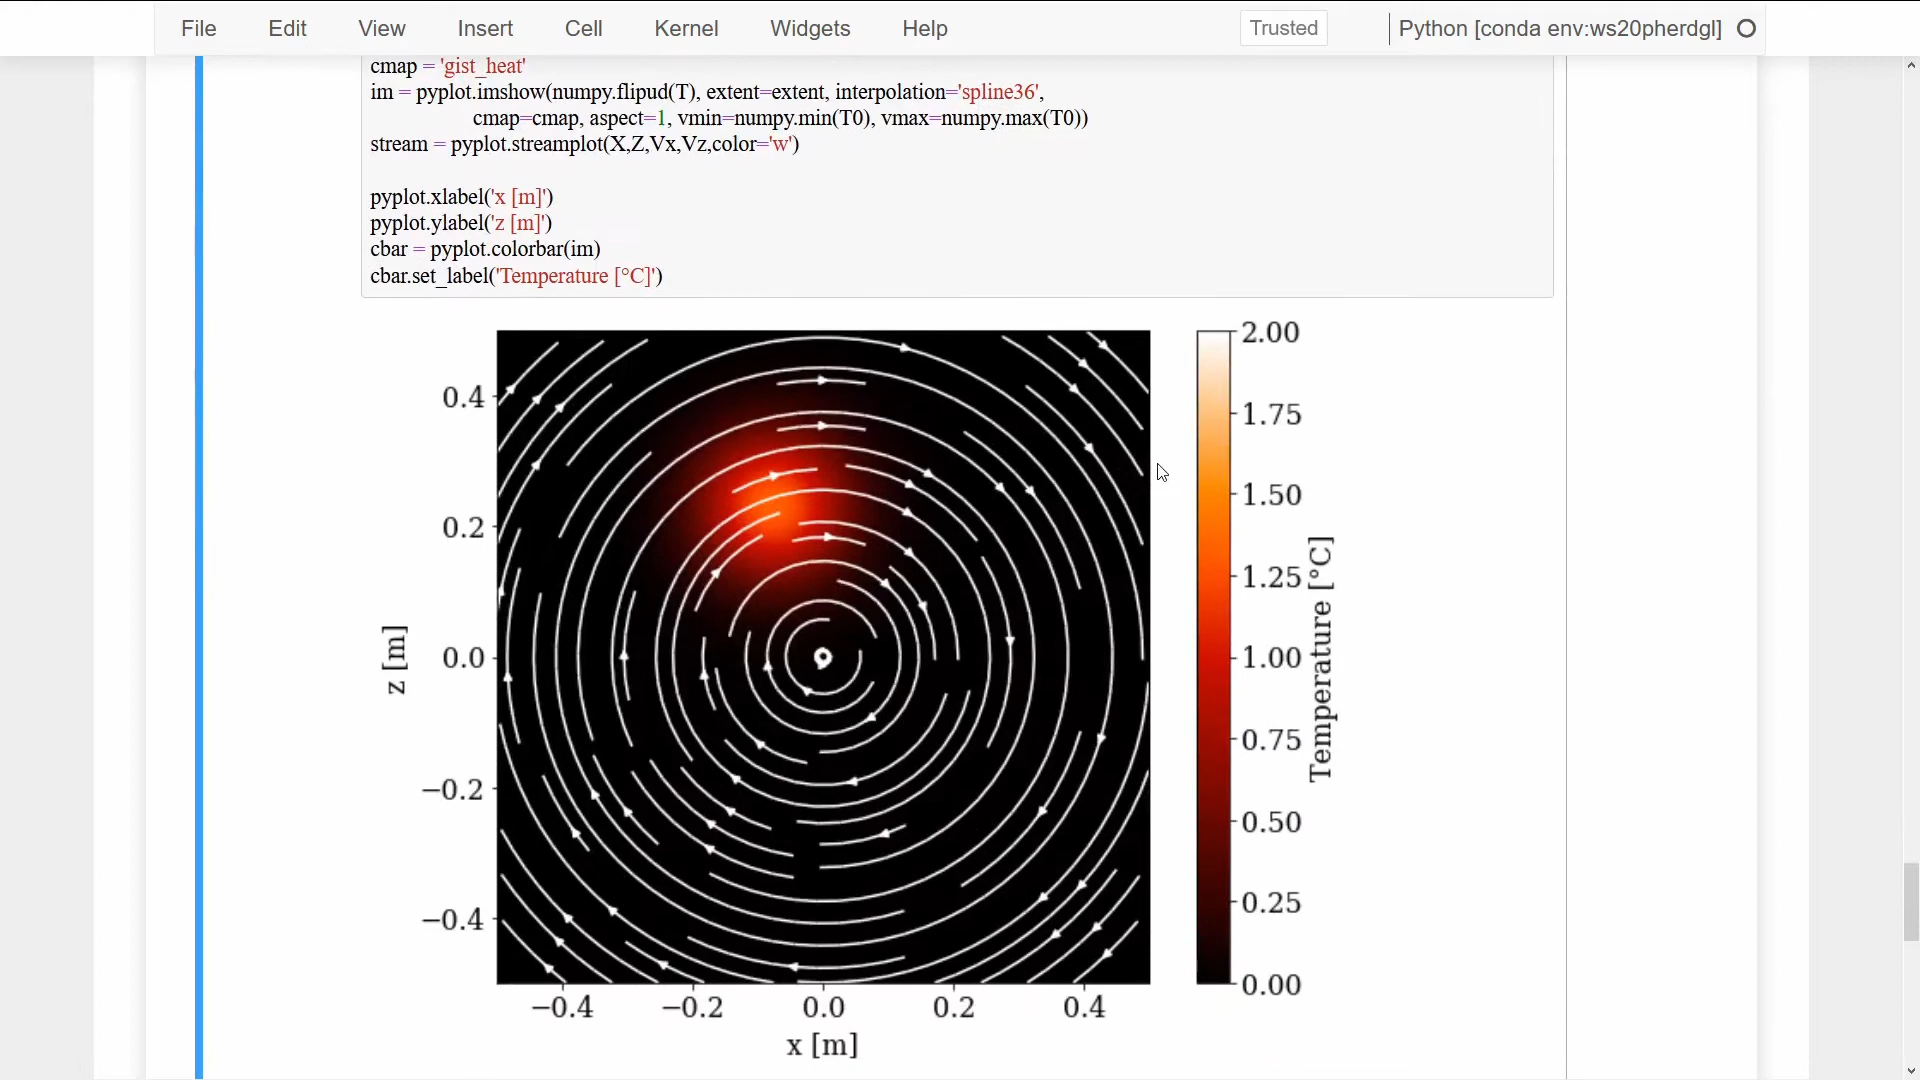 File Edit View Insert Cell Kernel Widgets Help Trusted Python [conda env:ws20pherdgl]
cmap = 'gist_heat'
im = pyplot.imshow(numpy.flipud(T), extent=extent, interpolation='spline36',
cmap=cmap, aspect=1, vmin=numpy.min(T0), vmax=numpy.max(T0))
stream = pyplot.streamplot(X,Z,Vx,Vz,color='w')
pyplot.xlabel('x [m]')
pyplot.ylabel('z [m]')
cbar = pyplot.colorbar(im)
cbar.set_label('Temperature [°C]')
0.4
0.2
0.0
−0.2
−0.4
z [m]
−0.4 −0.2 0.0 0.2 0.4
x [m]
2.00
1.75
1.50
1.25
1.00
0.75
0.50
0.25
0.00
Temperature [°C]